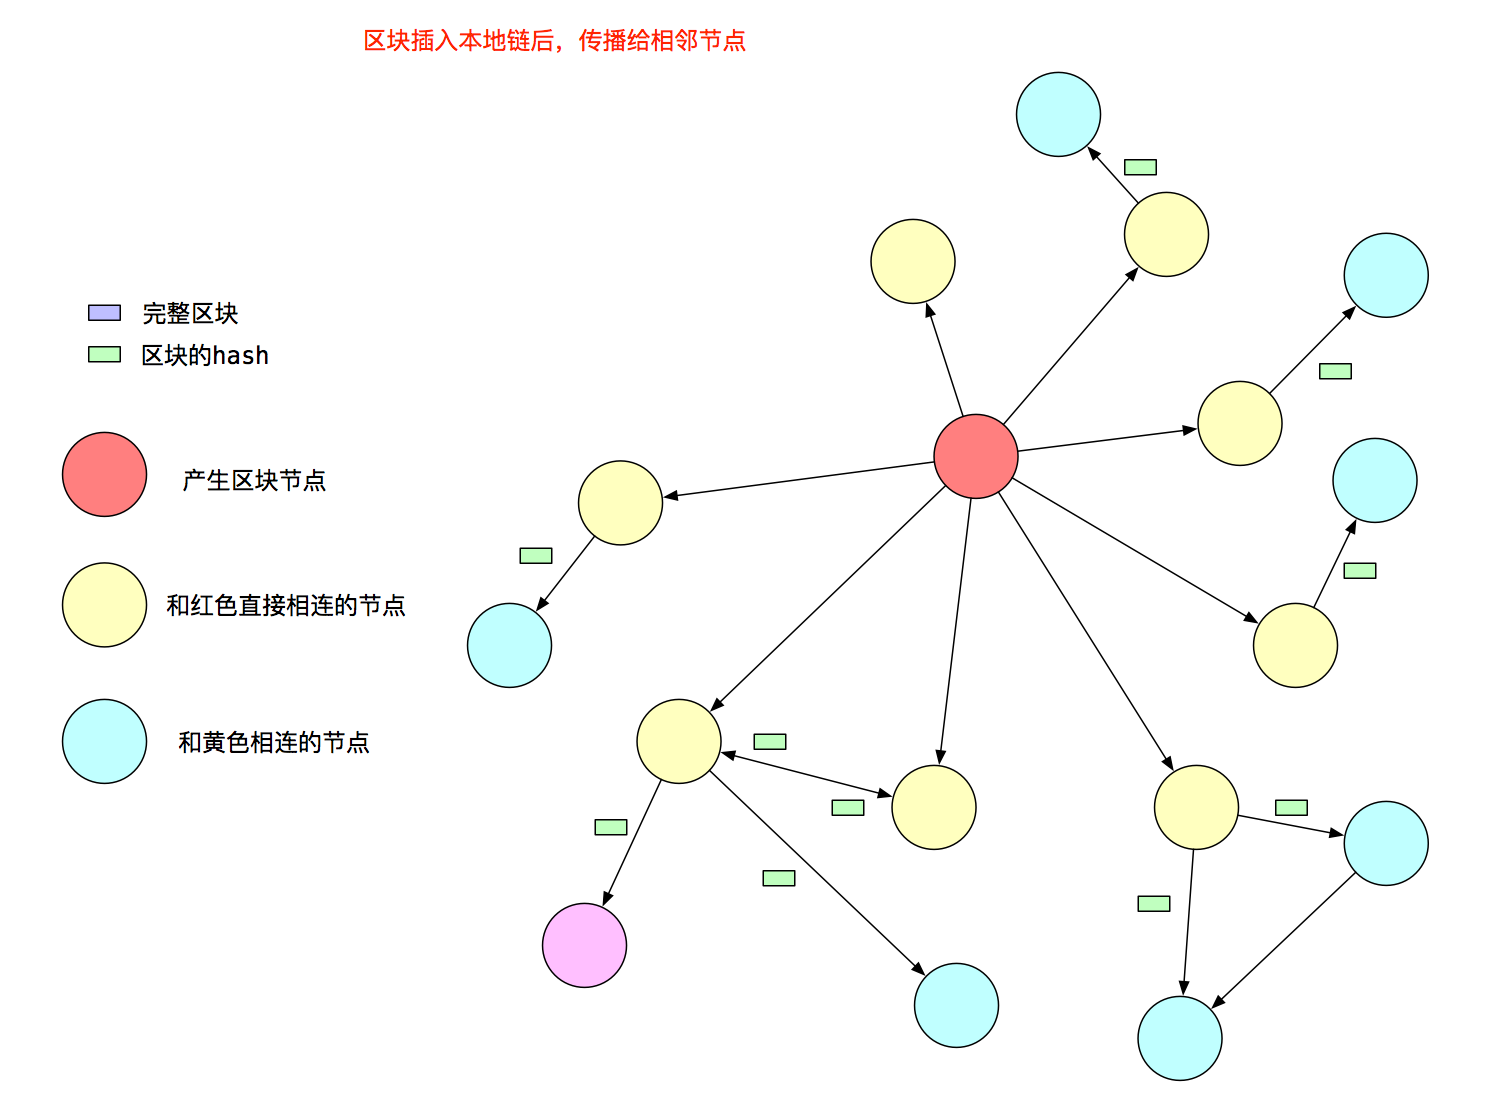 区块插入本地链后，传播给相邻节点
完整区块
区块的hash
产生区块节点
和红色直接相连的节点
和黄色相连的节点